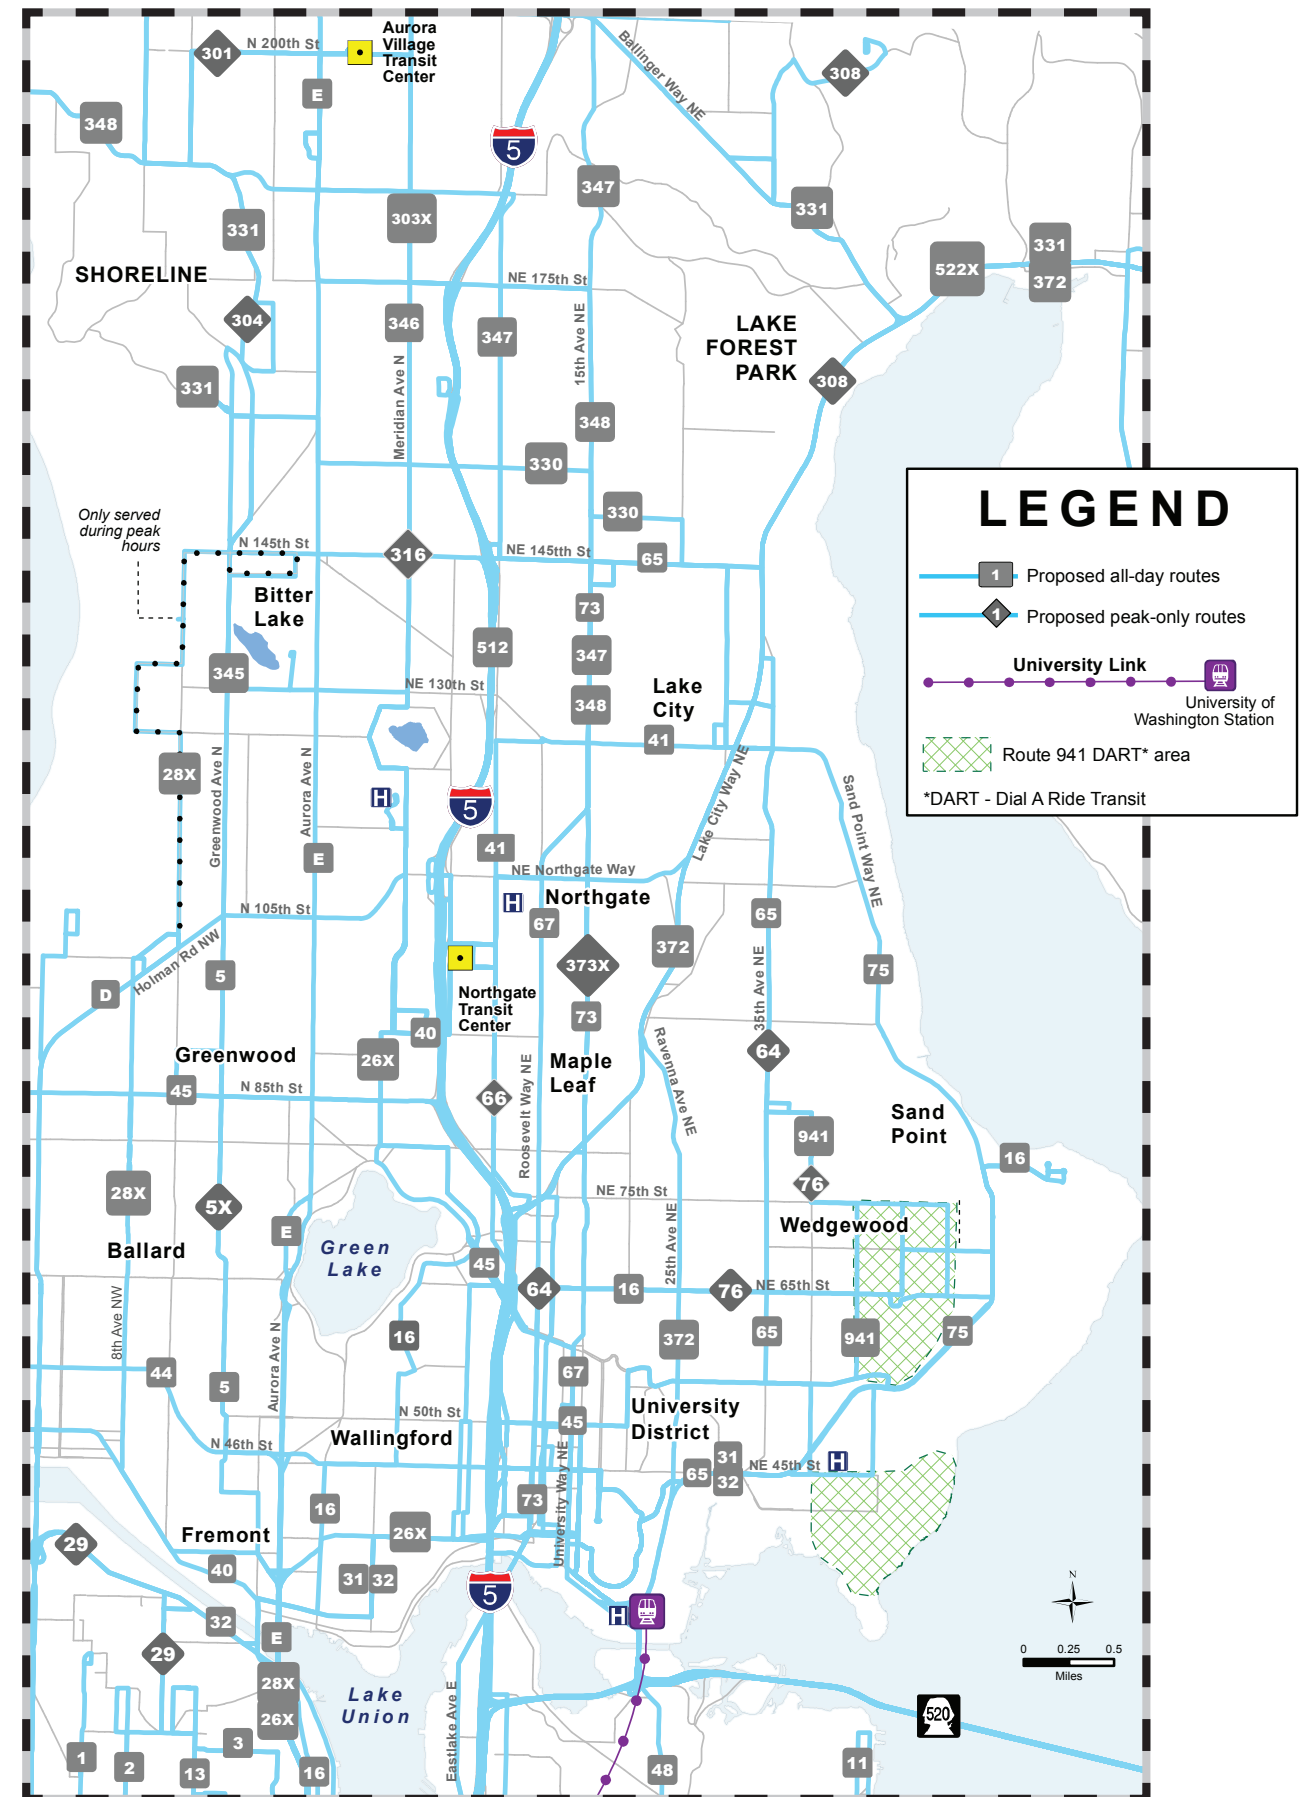 Aurora
Village
Transit
Center
301
N 200th St
E
348
5
Ballinger Way NE
308
347
331
303X
331
522X
331
372
SHORELINE
NE 175th St
304
346
347
15th Ave NE
LAKE
FOREST
PARK
308
331
Meridian Ave N
348
330
330
Only served
during peak
hours
N 145th St
316
NE 145tth St
65
Bitter
Lake
73
512
347
345
NE 130th St
348
Lake
City
41
28X
Greenwood Ave N
Aurora Ave N
H
5
Lake City Way NE
Sand Point Way NE
41
E
NE Northgate Way
H
Northgate
N 105th St
67
65
372
Holman Rd NW
5
373X
35th Ave NE
75
D
Northgate
Transit
Center
73
40
Greenwood
26X
Maple
Leaf
Roosevelt Way NE
Ravenna Ave NE
64
45
N 85th St
66
Sand
Point
941
16
28X
5X
76
NE 75th St
E
Wedgewood
Ballard
Green
Lake
45
25th Ave NE
64
16
76
NE 65th St
8th Ave NW
Aurora Ave N
16
372
65
941
75
44
5
67
N 50th St
45
University
District
Wallingford
N 46th St
University Way NE
65
31
32
NE 45th St
H
16
73
Fremont
26X
29
40
31
32
5
H
32
E
29
28X
26X
Lake
Union
Eastlake Ave E
520
1
2
13
3
16
48
11
N
0
0.25
0.5
Miles
LEGEND
1
Proposed all-day routes
1
Proposed peak-only routes
University Link
University of
Washington Station
Route 941 DART* area
*DART - Dial A Ride Transit